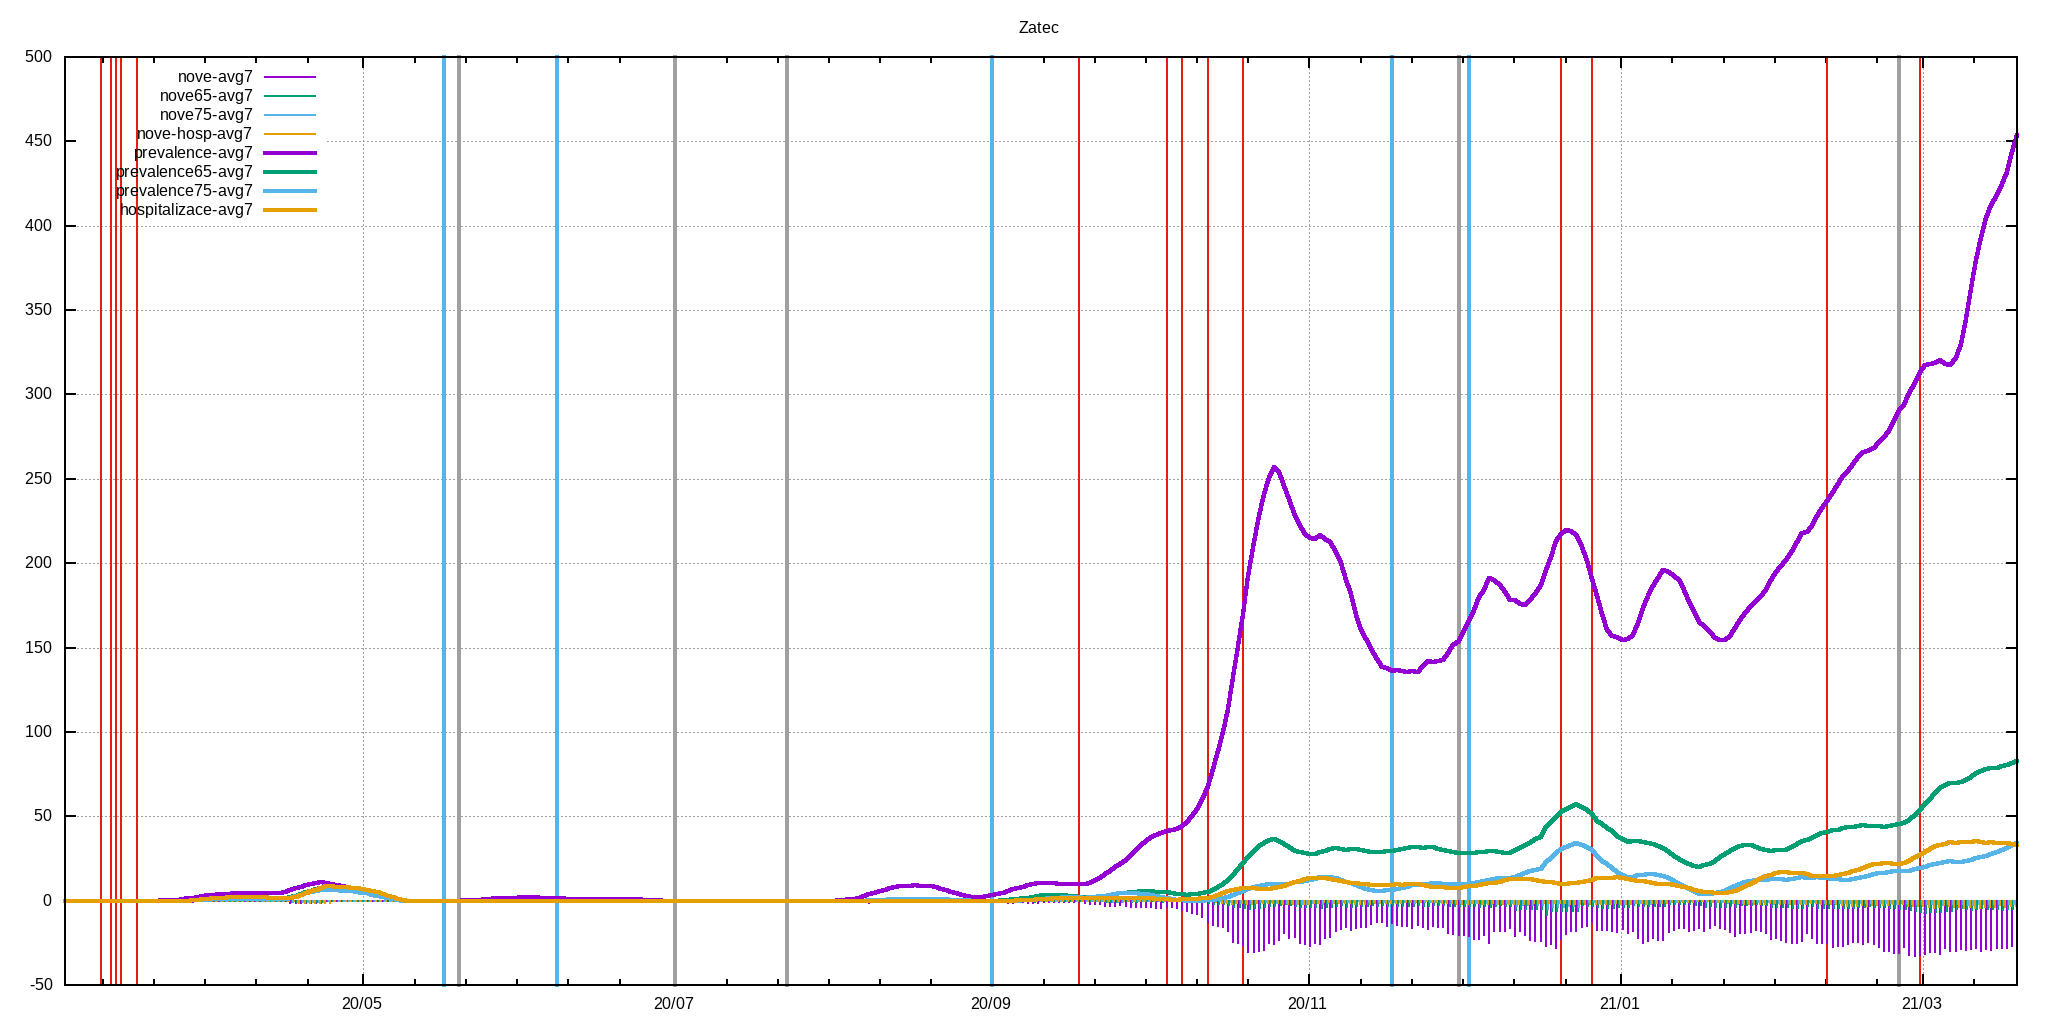 Zatec
500
450
400
350
300
250
200
150
100
50
0
-50
nove-avg7
nove65-avg7
nove75-avg7
nove-hosp-avg7
prevalence-avg7
prevalence65-avg7
prevalence75-avg7
hospitalizace-avg7
20/05
20/07
20/09
20/11
21/01
21/03